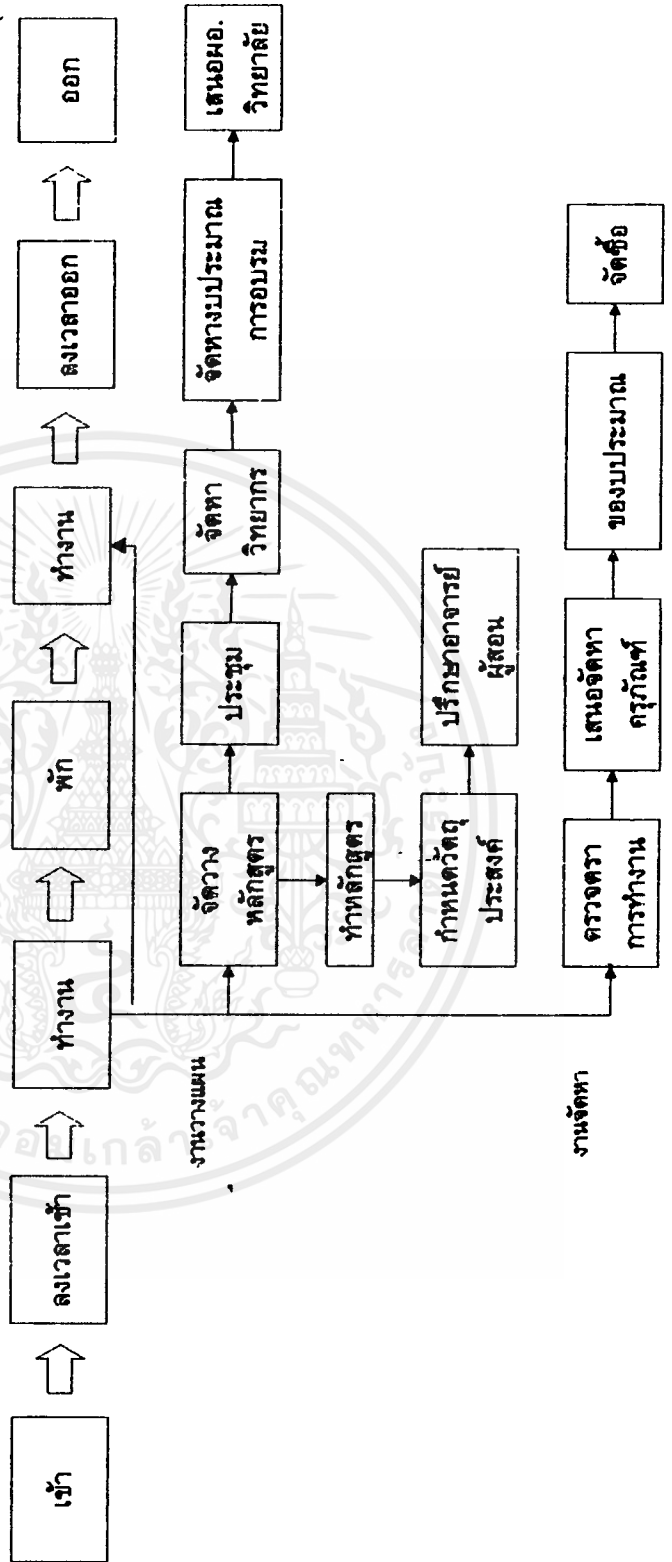 เข้า
ลงเวลาเข้า
ทำงาน
พัก
ทำงาน
ลงเวลาออก
ออก
งานวางแผน
จัดวาง
หลักสูตร
ประชุม
จัดหา
วิทยากร
จัดหางบประมาณ
การอบรม
เสนอผอ.
วิทยาลัย
ทำหลักสูตร
กำหนดวัตถุ
ประสงค์
ปรึกษาอาจารย์
ผู้สอน
งานจัดหา
ตรวจตรา
การทำงาน
เสนอจัดหา
ครุภัณฑ์
ของบประมาณ
จัดซื้อ